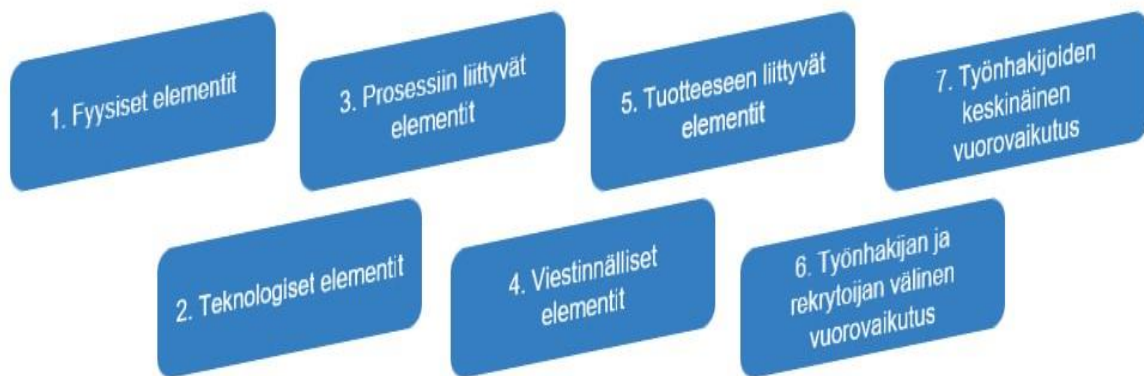 1. Fyysiset elementit
2. Teknologiset elementit
3. Prosessiin liittyvät
elementit
4. Viestinnälliset
elementit
5. Tuotteeseen liittyvät
elementit
6. Työnhakijan ja
rekrytoijan välinen
vuorovaikutus
7. Työnhakijoiden
keskinäinen
vuorovaikutus